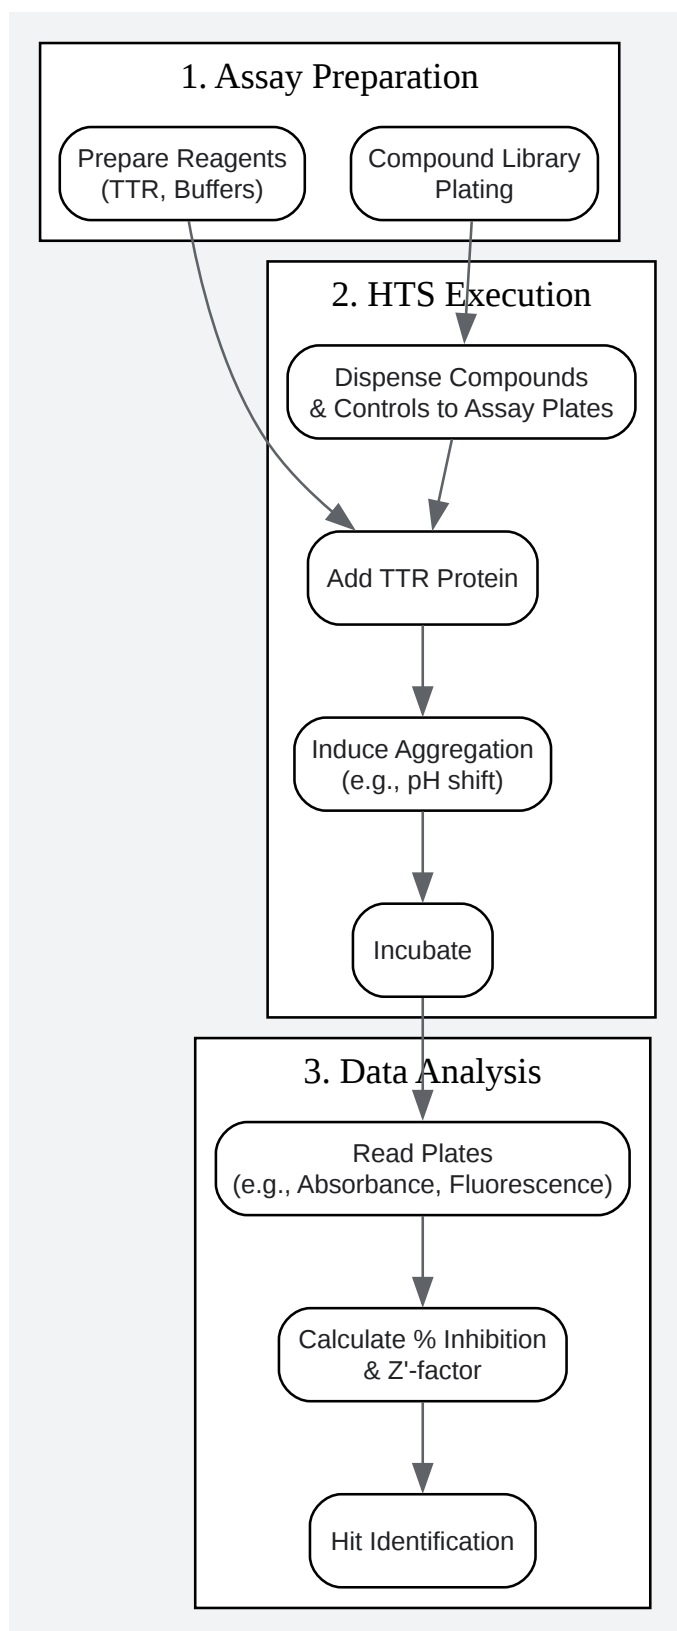 1. Assay Preparation
Prepare Reagents
(TTR, Buffers)
Compound Library
Plating
2. HTS Execution
Dispense Compounds
& Controls to Assay Plates
Add TTR Protein
Induce Aggregation
(e.g., pH shift)
Incubate
3. Data Analysis
Read Plates
(e.g., Absorbance, Fluorescence)
Calculate % Inhibition
& Z'-factor
Hit Identification